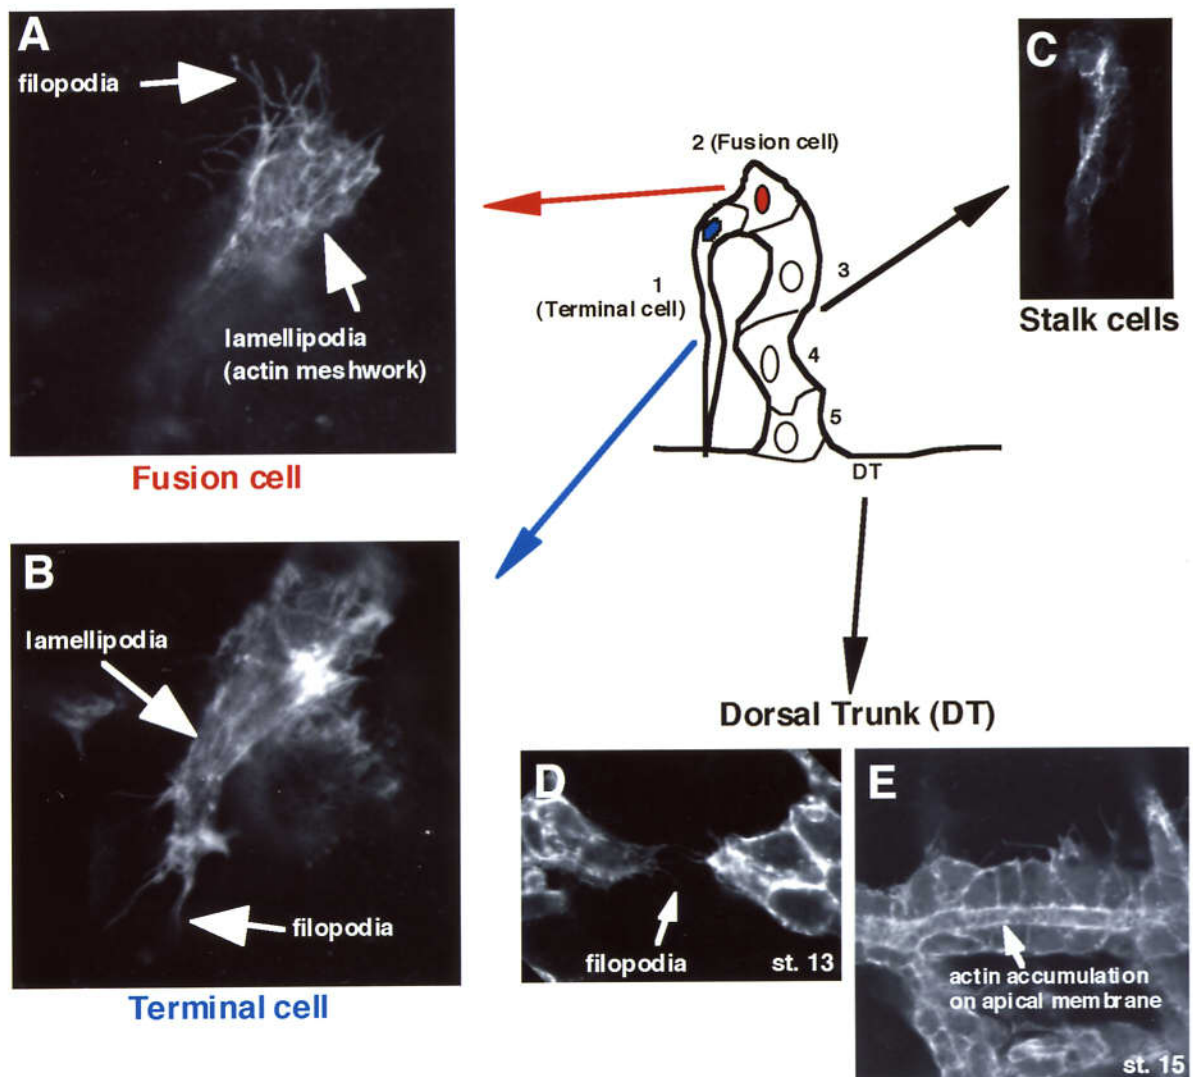 A
filopodia
lamellipodia
(actin meshwork)
Fusion cell
B
lamellipodia
filopodia
Terminal cell
2 (Fusion cell)
1
(Terminal cell)
3
4
5
DT
C
Stalk cells
Dorsal Trunk (DT)
D
filopodia
st. 13
E
actin accumulation
on apical membrane
st. 15